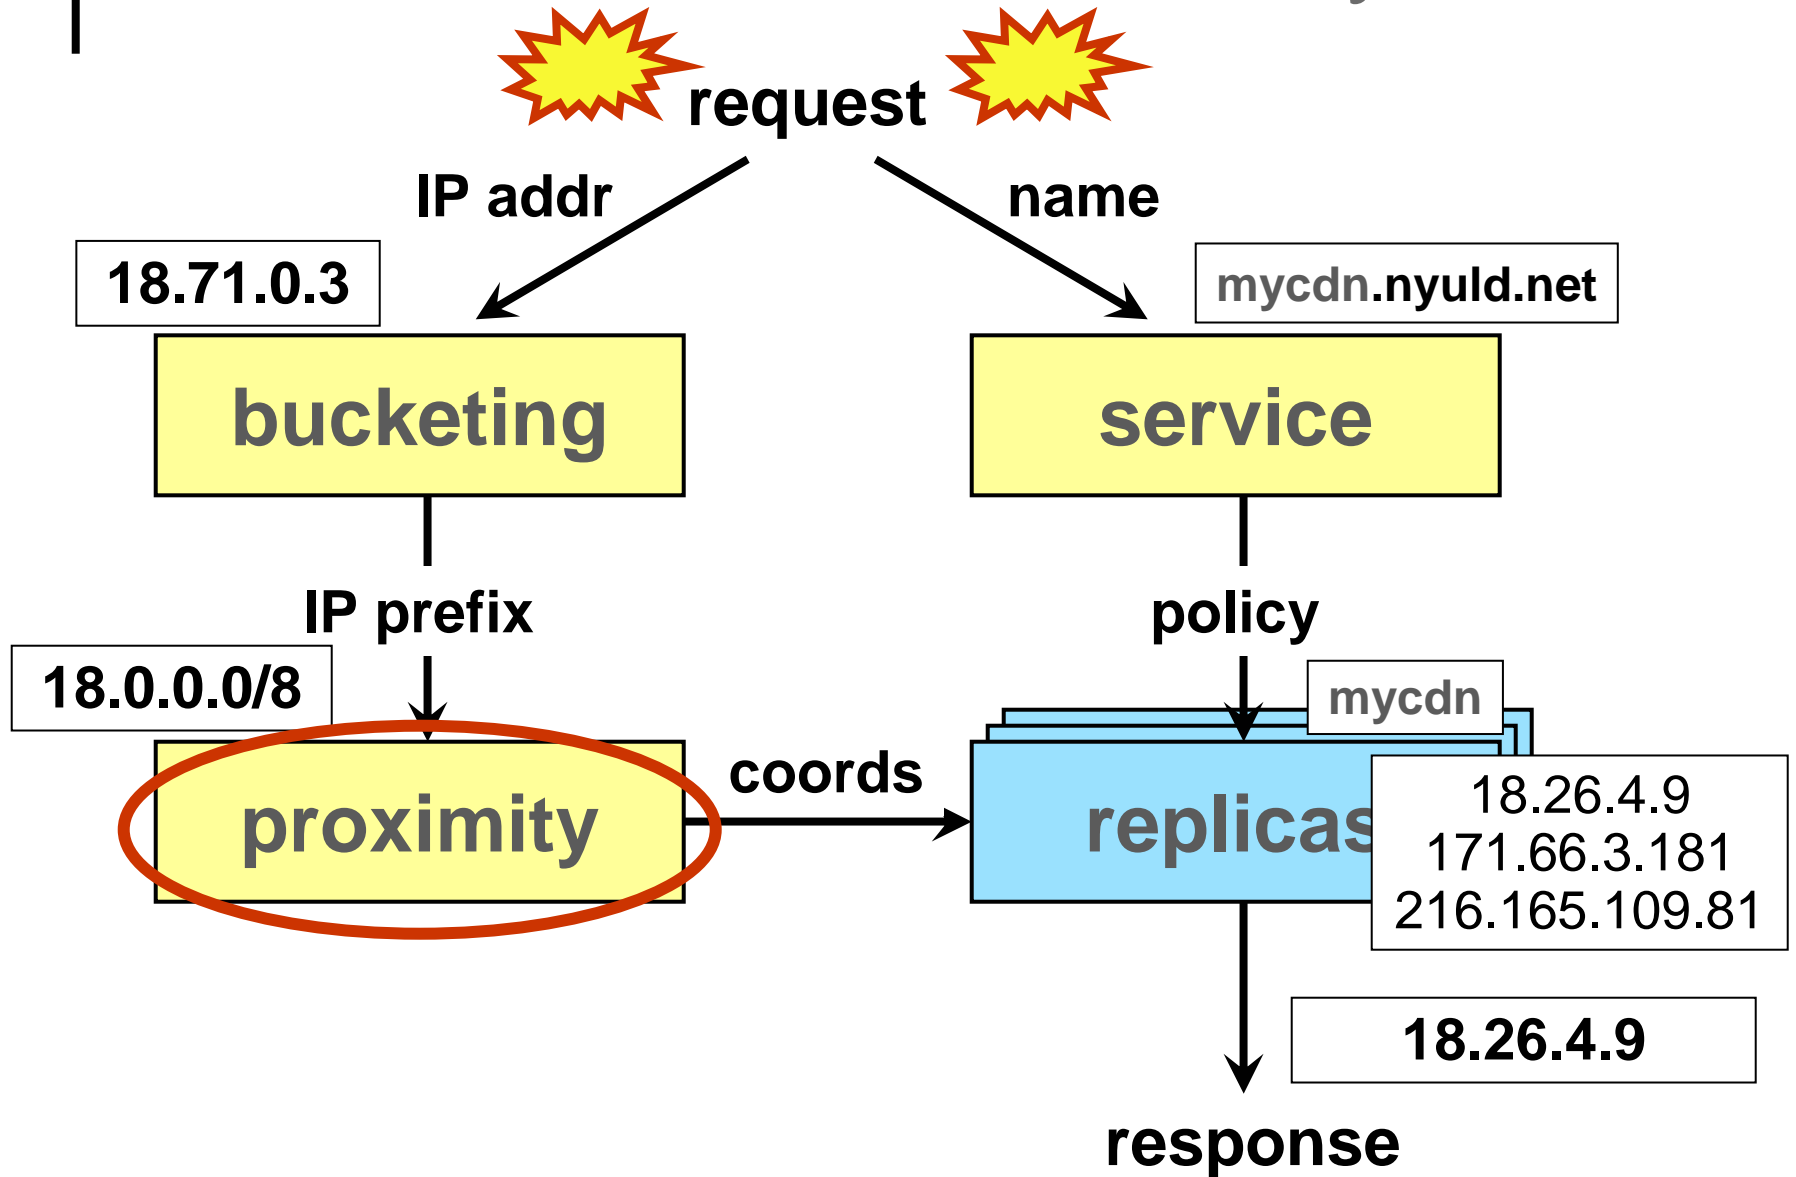 request
IP addr
name
18.71.0.3
mycdn.nyuld.net
bucketing
service
IP prefix
policy
18.0.0.0/8
mycdn
proximity
coords
replicas
18.26.4.9
171.66.3.181
216.165.109.81
18.26.4.9
response